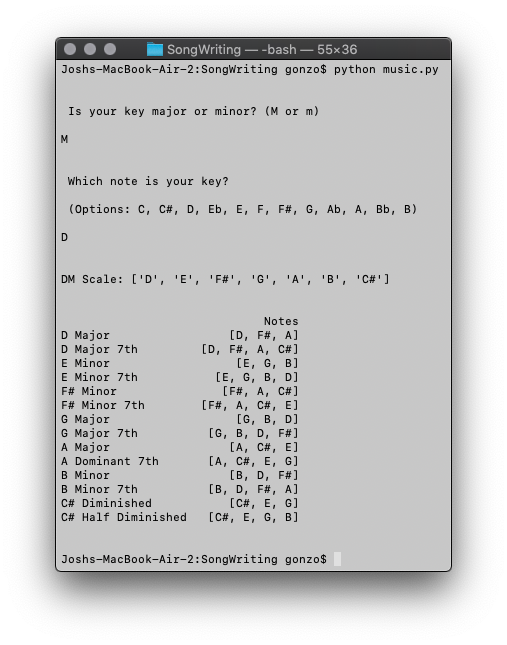 SongWriting — -bash — 55×36
Joshs-MacBook-Air-2:SongWriting gonzo$ python music.py
Is your key major or minor? (M or m)
M
Which note is your key?
(Options: C, C#, D, Eb, E, F, F#, G, Ab, A, Bb, B)
D
DM Scale: ['D', 'E', 'F#', 'G', 'A', 'B', 'C#']
Notes
D Major [D, F#, A]
D Major 7th [D, F#, A, C#]
E Minor [E, G, B]
E Minor 7th [E, G, B, D]
F# Minor [F#, A, C#]
F# Minor 7th [F#, A, C#, E]
G Major [G, B, D]
G Major 7th [G, B, D, F#]
A Major [A, C#, E]
A Dominant 7th [A, C#, E, G]
B Minor [B, D, F#]
B Minor 7th [B, D, F#, A]
C# Diminished [C#, E, G]
C# Half Diminished [C#, E, G, B]
Joshs-MacBook-Air-2:SongWriting gonzo$